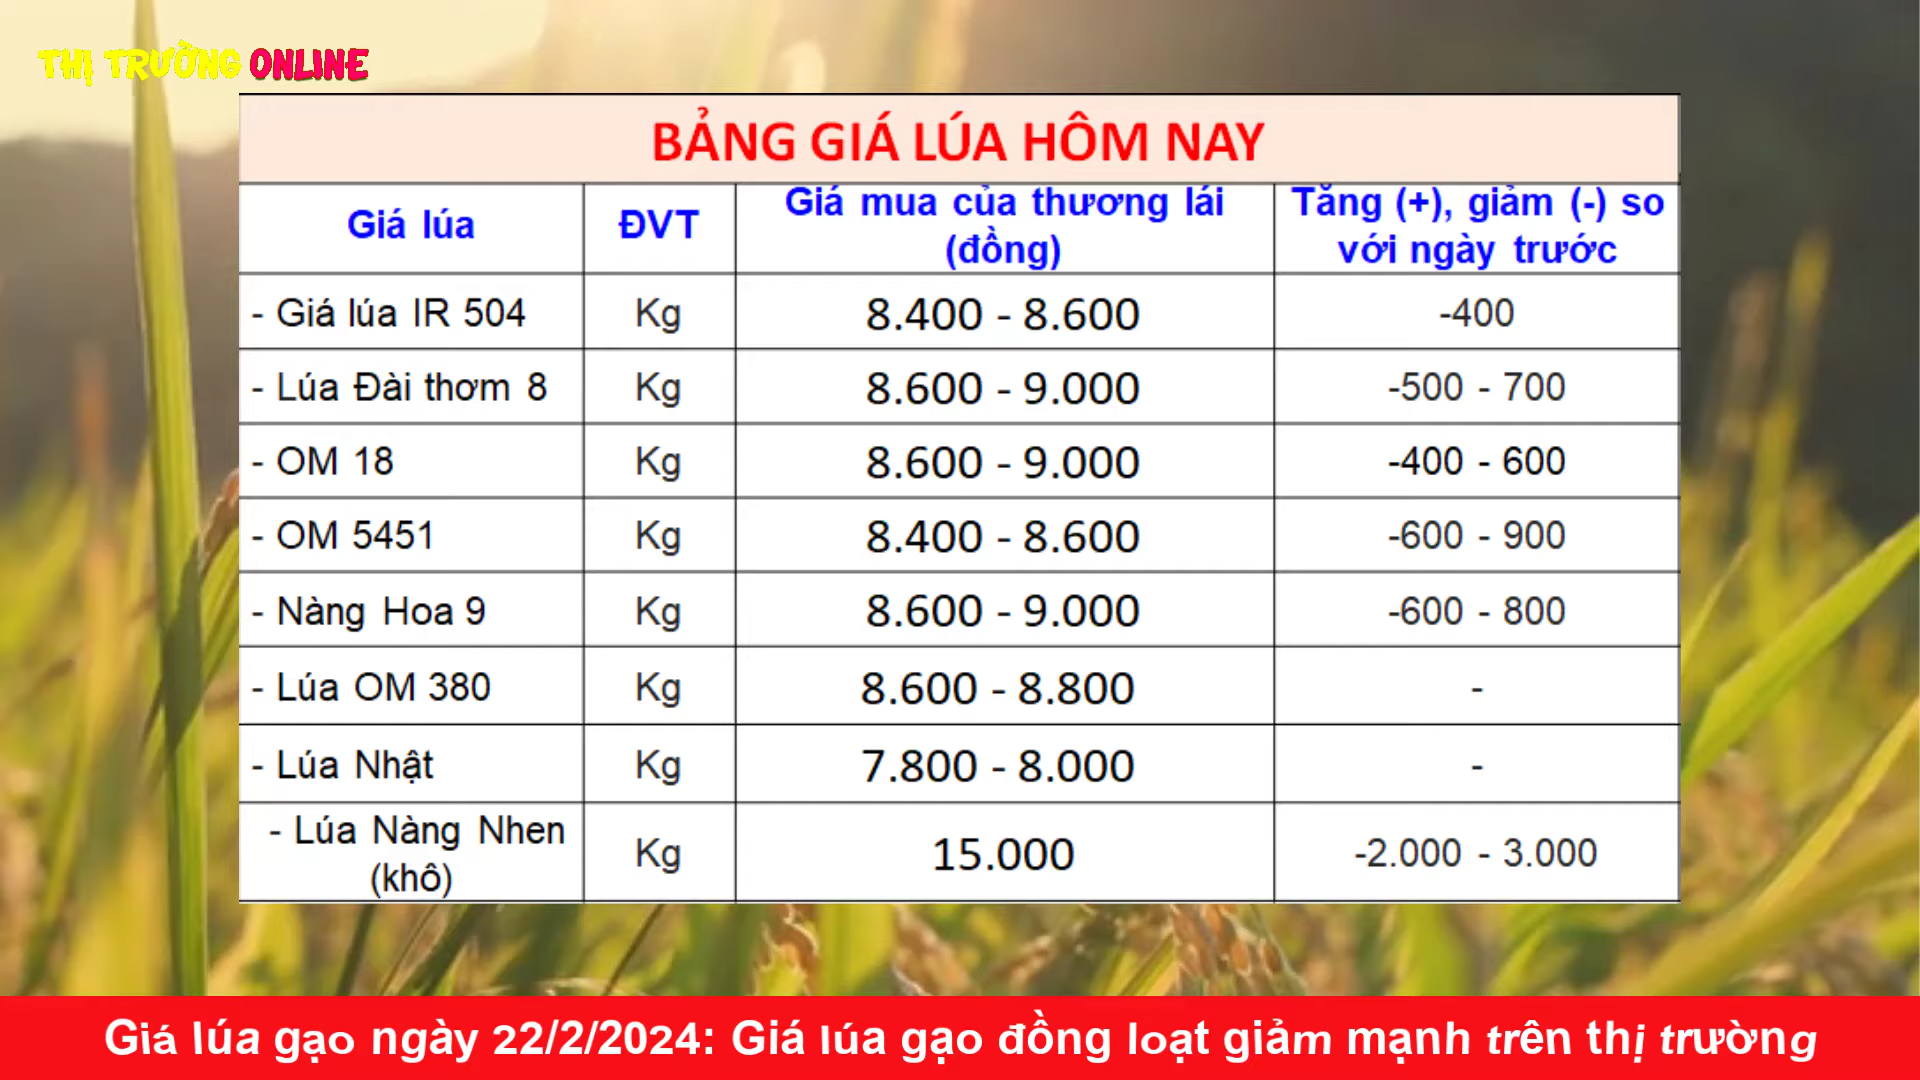 THỊ TRƯỜNG ONLINE
BẢNG GIÁ LÚA HÔM NAY
Giá lúa ĐVT Giá mua của thương lái (đồng) Tăng (+), giảm (-) so với ngày trước
- Giá lúa IR 504 Kg 8.400 - 8.600 -400
- Lúa Đài thơm 8 Kg 8.600 - 9.000 -500 - 700
- OM 18 Kg 8.600 - 9.000 -400 - 600
- OM 5451 Kg 8.400 - 8.600 -600 - 900
- Nàng Hoa 9 Kg 8.600 - 9.000 -600 - 800
- Lúa OM 380 Kg 8.600 - 8.800 -
- Lúa Nhật Kg 7.800 - 8.000 -
- Lúa Nàng Nhen (khô) Kg 15.000 -2.000 - 3.000
Giá lúa gạo ngày 22/2/2024: Giá lúa gạo đồng loạt giảm mạnh trên thị trường